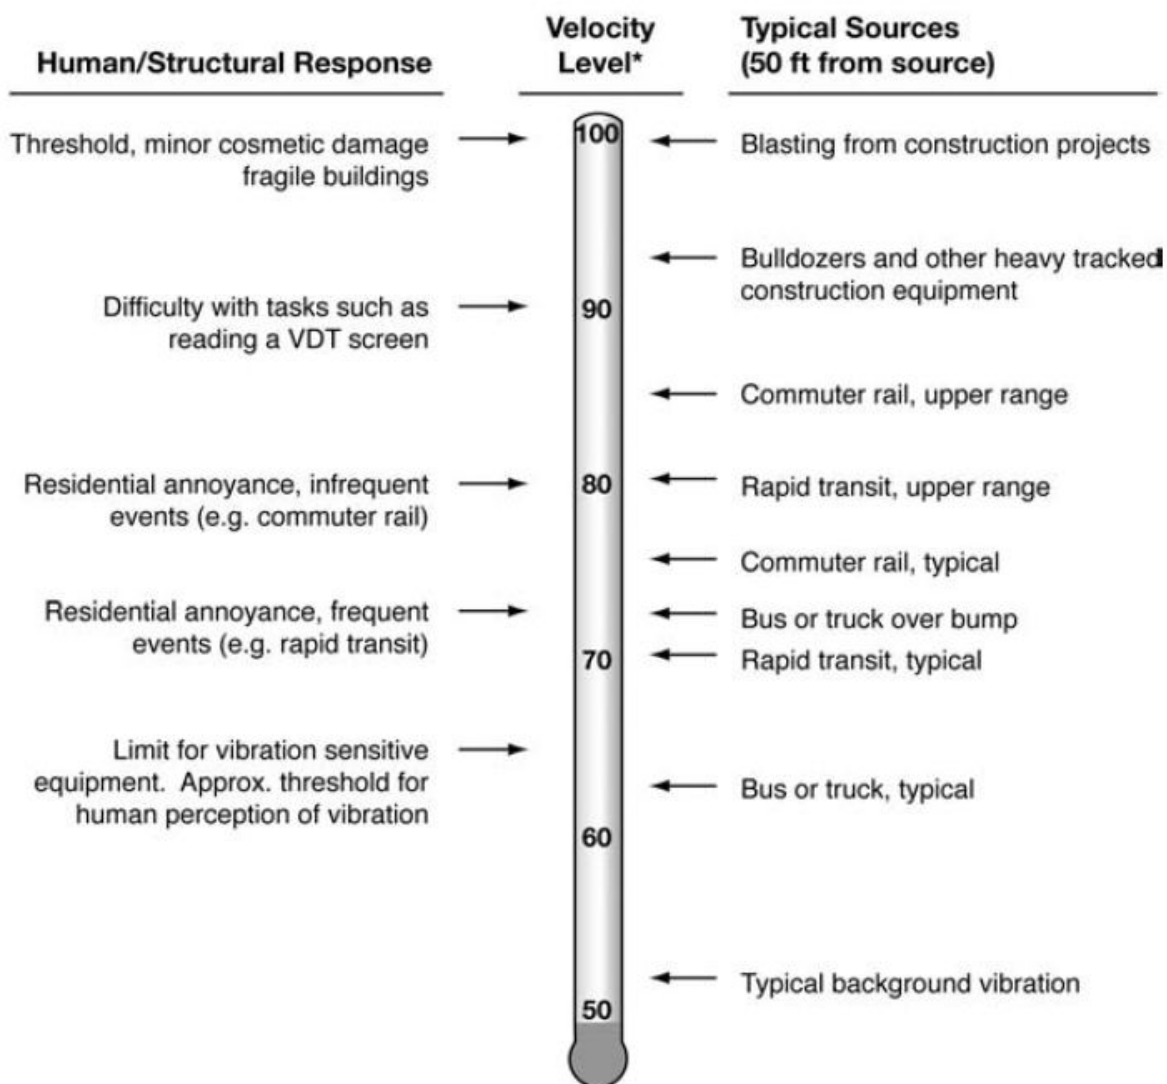 Human/Structural Response
Velocity
Level*
Typical Sources
(50 ft from source)
Threshold, minor cosmetic damage
fragile buildings
100
Blasting from construction projects
Bulldozers and other heavy tracked
construction equipment
Difficulty with tasks such as
reading a VDT screen
90
Commuter rail, upper range
Residential annoyance, infrequent
events (e.g. commuter rail)
80
Rapid transit, upper range
Commuter rail, typical
Residential annoyance, frequent
events (e.g. rapid transit)
Bus or truck over bump
70
Rapid transit, typical
Limit for vibration sensitive
equipment. Approx. threshold for
human perception of vibration
Bus or truck, typical
60
Typical background vibration
50